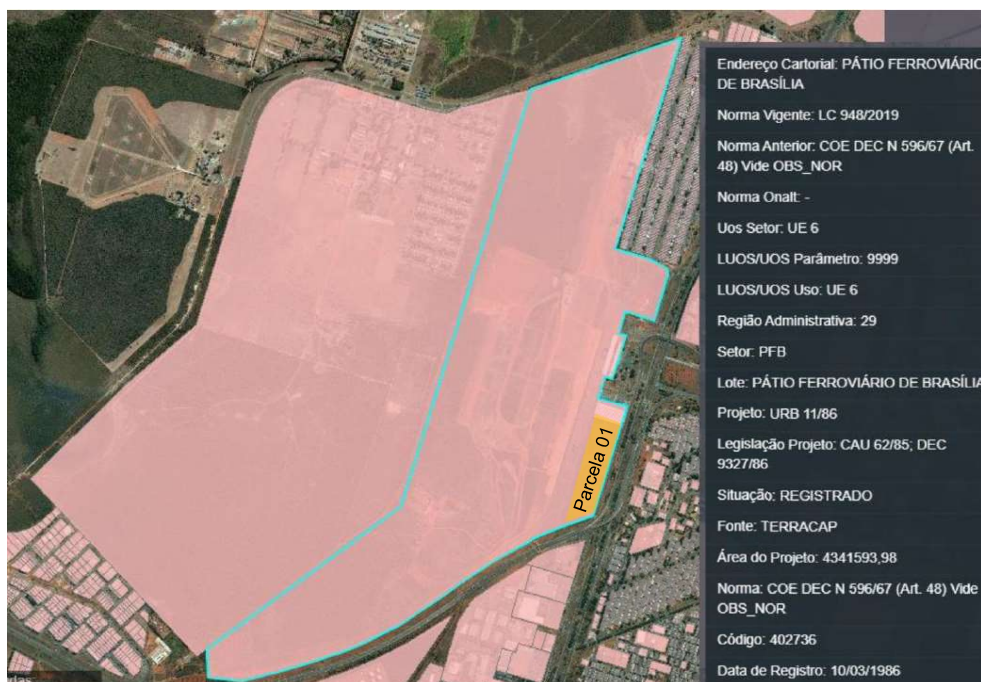 Endereço Cartorial: PÁTIO FERROVIÁRIO
DE BRASÍLIA
Norma Vigente: LC 948/2019
Norma Anterior: COE DEC N 596/67 (Art.
48) Vide OBS_NOR
Norma Onalt: -
Uos Setor: UE 6
LUOS/UOS Parâmetro: 9999
LUOS/UOS Uso: UE 6
Região Administrativa: 29
Setor: PFB
Lote: PÁTIO FERROVIÁRIO DE BRASÍLIA
Projeto: URB 11/86
Legislação Projeto: CAU 62/85; DEC
9327/86
Situação: REGISTRADO
Fonte: TERRACAP
Área do Projeto: 4341593,98
Norma: COE DEC N 596/67 (Art. 48) Vide
OBS_NOR
Código: 402736
Data de Registro: 10/03/1986
Parcela 01